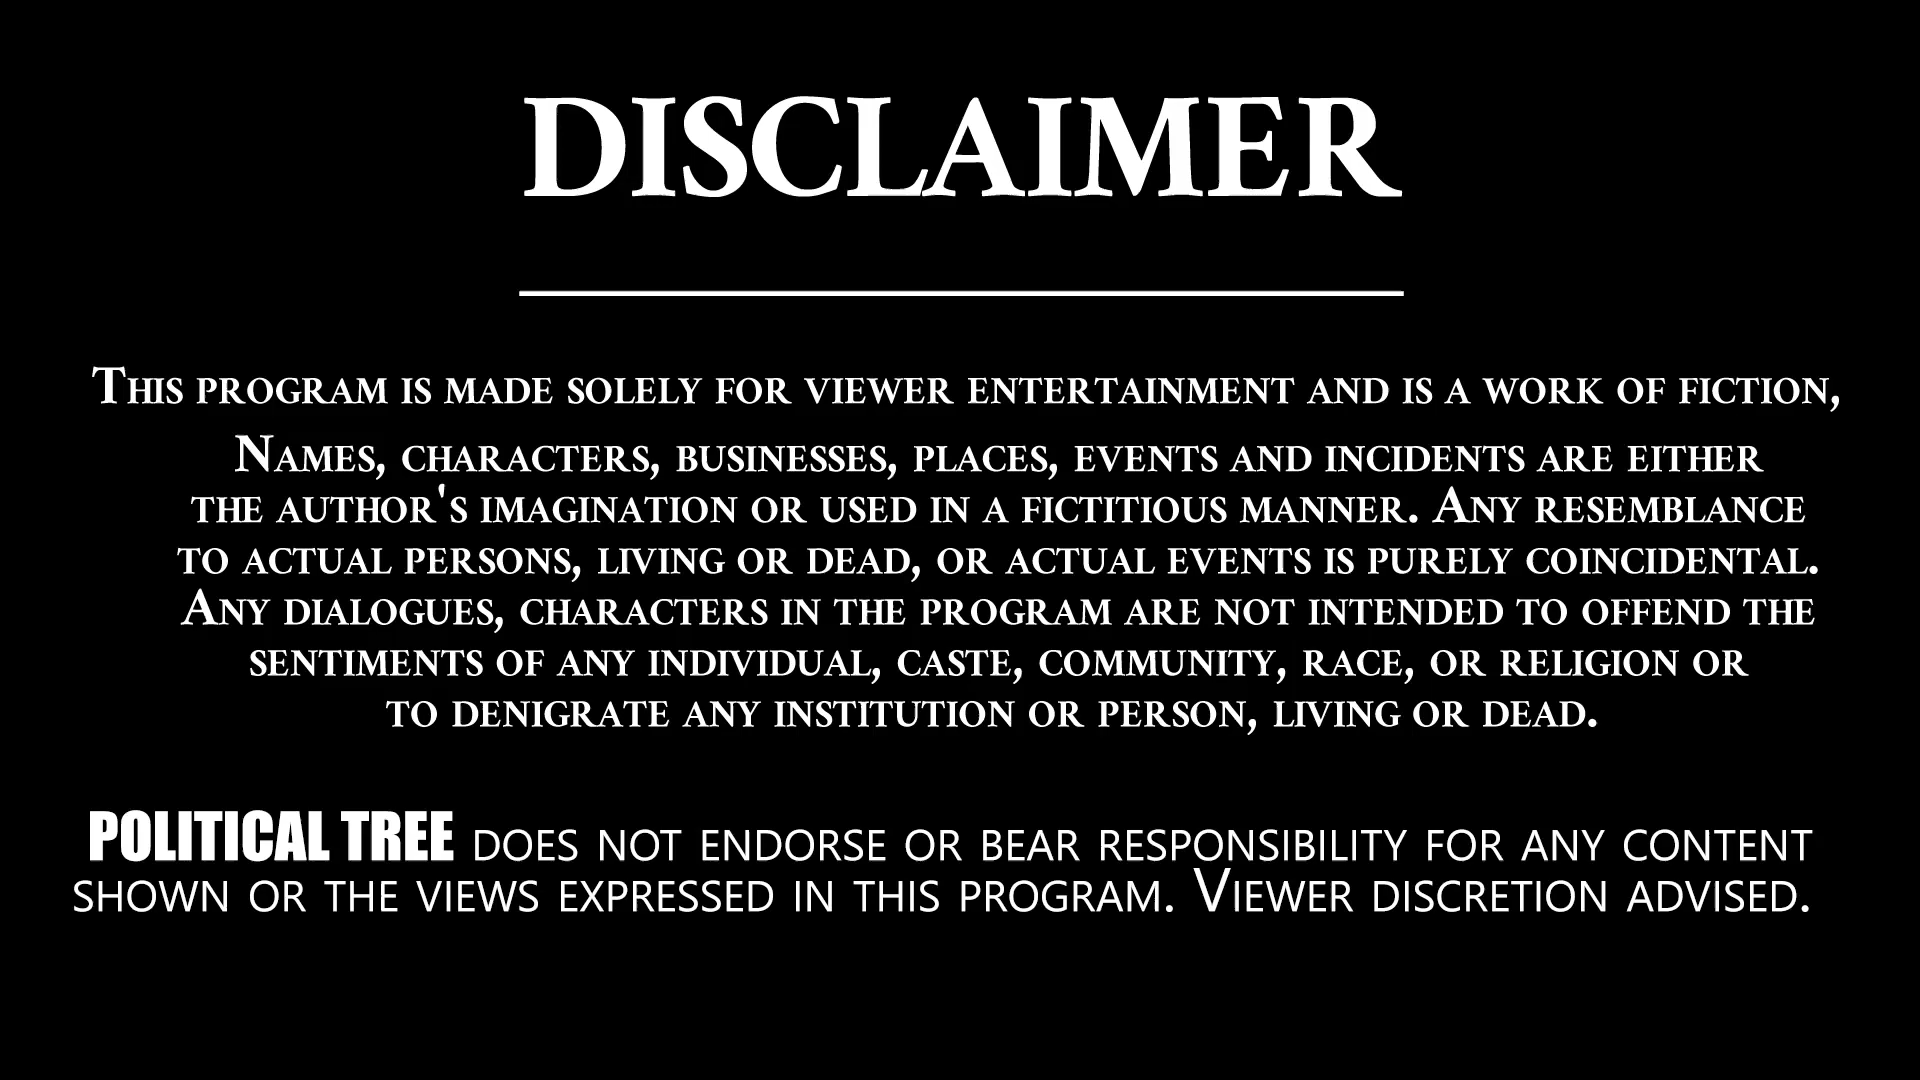 DISCLAIMER
This program is made solely for viewer entertainment and is a work of fiction,
Names, characters, businesses, places, events and incidents are either
the author's imagination or used in a fictitious manner. Any resemblance
to actual persons, living or dead, or actual events is purely coincidental.
Any dialogues, characters in the program are not intended to offend the
sentiments of any individual, caste, community, race, or religion or
to denigrate any institution or person, living or dead.
POLITICAL TREE does not endorse or bear responsibility for any content
shown or the views expressed in this program. Viewer discretion advised.